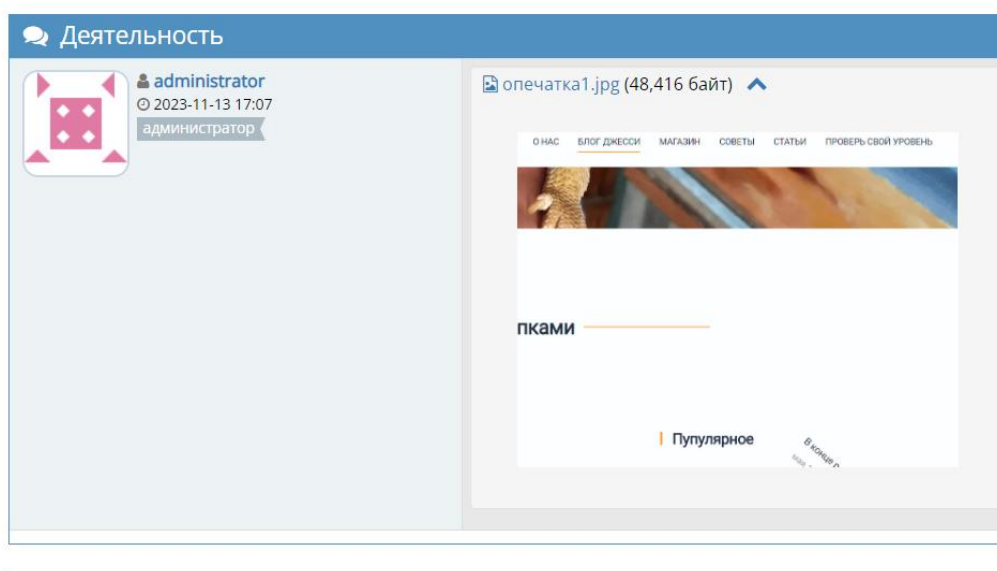 Деятельность
administrator
2023-11-13 17:07
администратор
опечатка1.jpg (48,416 байт)
О НАС БЛОГ ДЖЕССИ МАГАЗИН СОВЕТЫ СТАТЬИ ПРОВЕРЬ СВОЙ УРОВЕНЬ
пками
Пупулярное
В конце